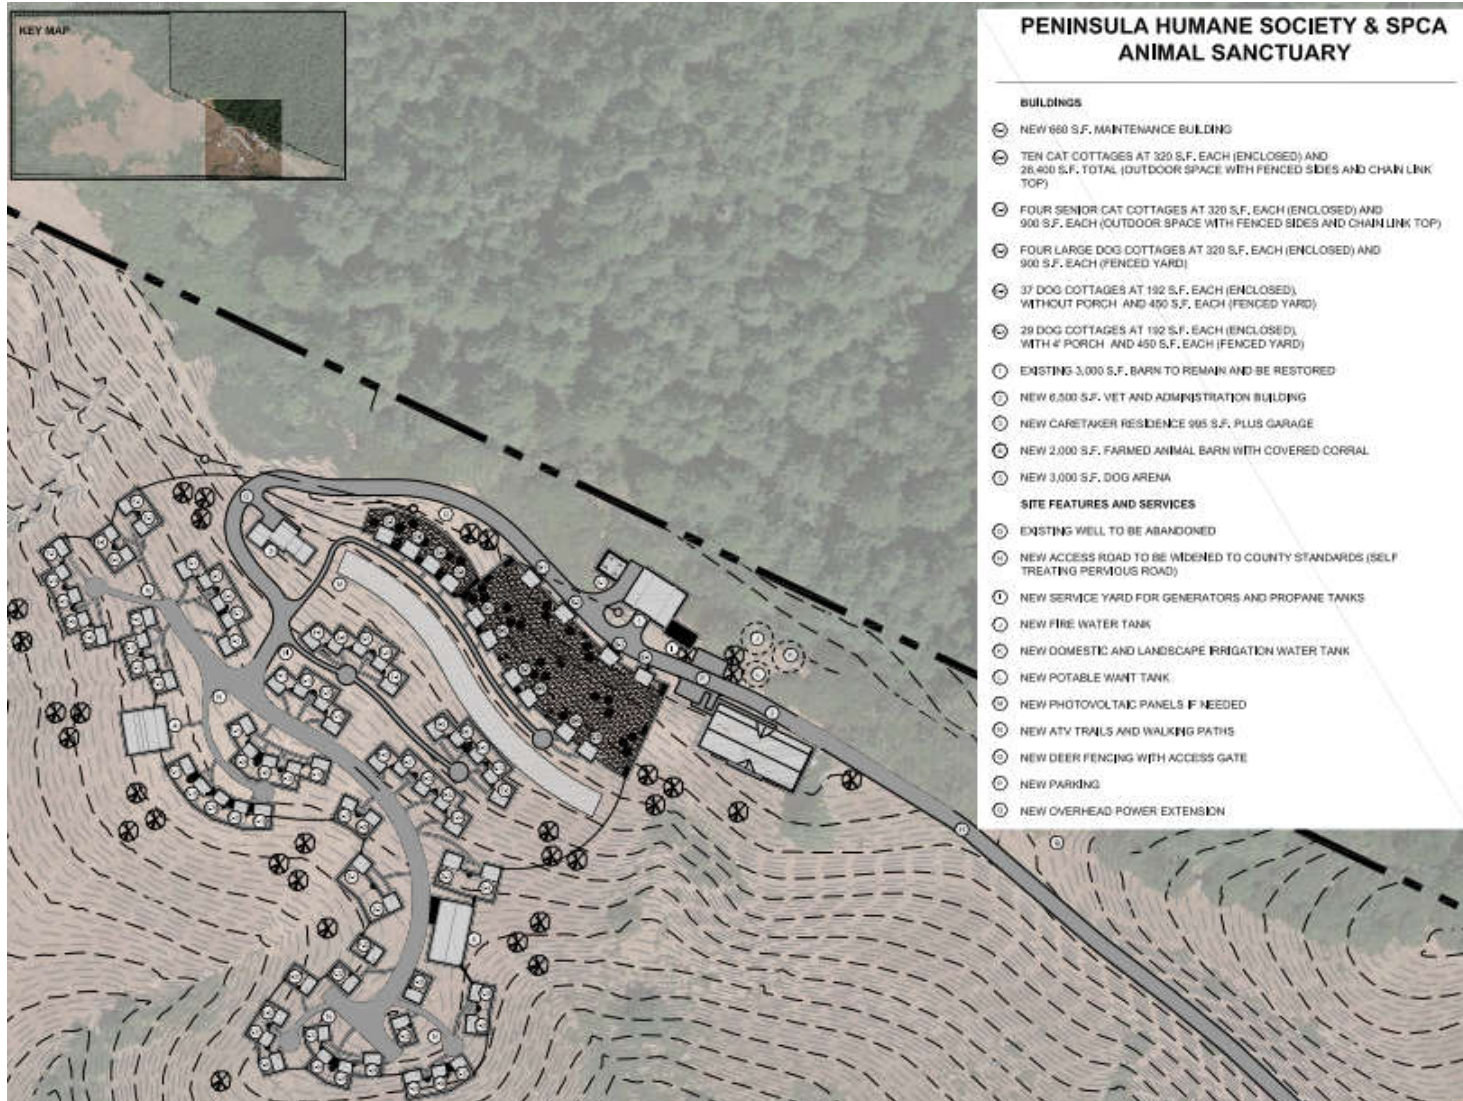 KEY MAP
PENINSULA HUMANE SOCIETY & SPCA
ANIMAL SANCTUARY
BUILDINGS
NEW 660 S.F. MAINTENANCE BUILDING
TEN CAT COTTAGES AT 320 S.F. EACH (ENCLOSED) AND
26,400 S.F. TOTAL (OUTDOOR SPACE WITH FENCED SIDES AND CHAIN LINK
TOP)
FOUR SENIOR CAT COTTAGES AT 320 S.F. EACH (ENCLOSED) AND
900 S.F. EACH (OUTDOOR SPACE WITH FENCED SIDES AND CHAIN LINK TOP)
FOUR LARGE DOG COTTAGES AT 320 S.F. EACH (ENCLOSED) AND
900 S.F. EACH (FENCED YARD)
37 DOG COTTAGES AT 192 S.F. EACH (ENCLOSED),
WITHOUT PORCH AND 450 S.F. EACH (FENCED YARD)
29 DOG COTTAGES AT 192 S.F. EACH (ENCLOSED),
WITH 4' PORCH AND 450 S.F. EACH (FENCED YARD)
1 EXISTING 3,000 S.F. BARN TO REMAIN AND BE RESTORED
2 NEW 6,500 S.F. VET AND ADMINISTRATION BUILDING
3 NEW CARETAKER RESIDENCE 995 S.F. PLUS GARAGE
4 NEW 2,000 S.F. FARMED ANIMAL BARN WITH COVERED CORRAL
5 NEW 3,000 S.F. DOG ARENA
SITE FEATURES AND SERVICES
G EXISTING WELL TO BE ABANDONED
H NEW ACCESS ROAD TO BE WIDENED TO COUNTY STANDARDS (SELF
TREATING PERVIOUS ROAD)
I NEW SERVICE YARD FOR GENERATORS AND PROPANE TANKS
J NEW FIRE WATER TANK
K NEW DOMESTIC AND LANDSCAPE IRRIGATION WATER TANK
L NEW POTABLE WANT TANK
M NEW PHOTOVOLTAIC PANELS IF NEEDED
N NEW ATV TRAILS AND WALKING PATHS
O NEW DEER FENCING WITH ACCESS GATE
P NEW PARKING
Q NEW OVERHEAD POWER EXTENSION